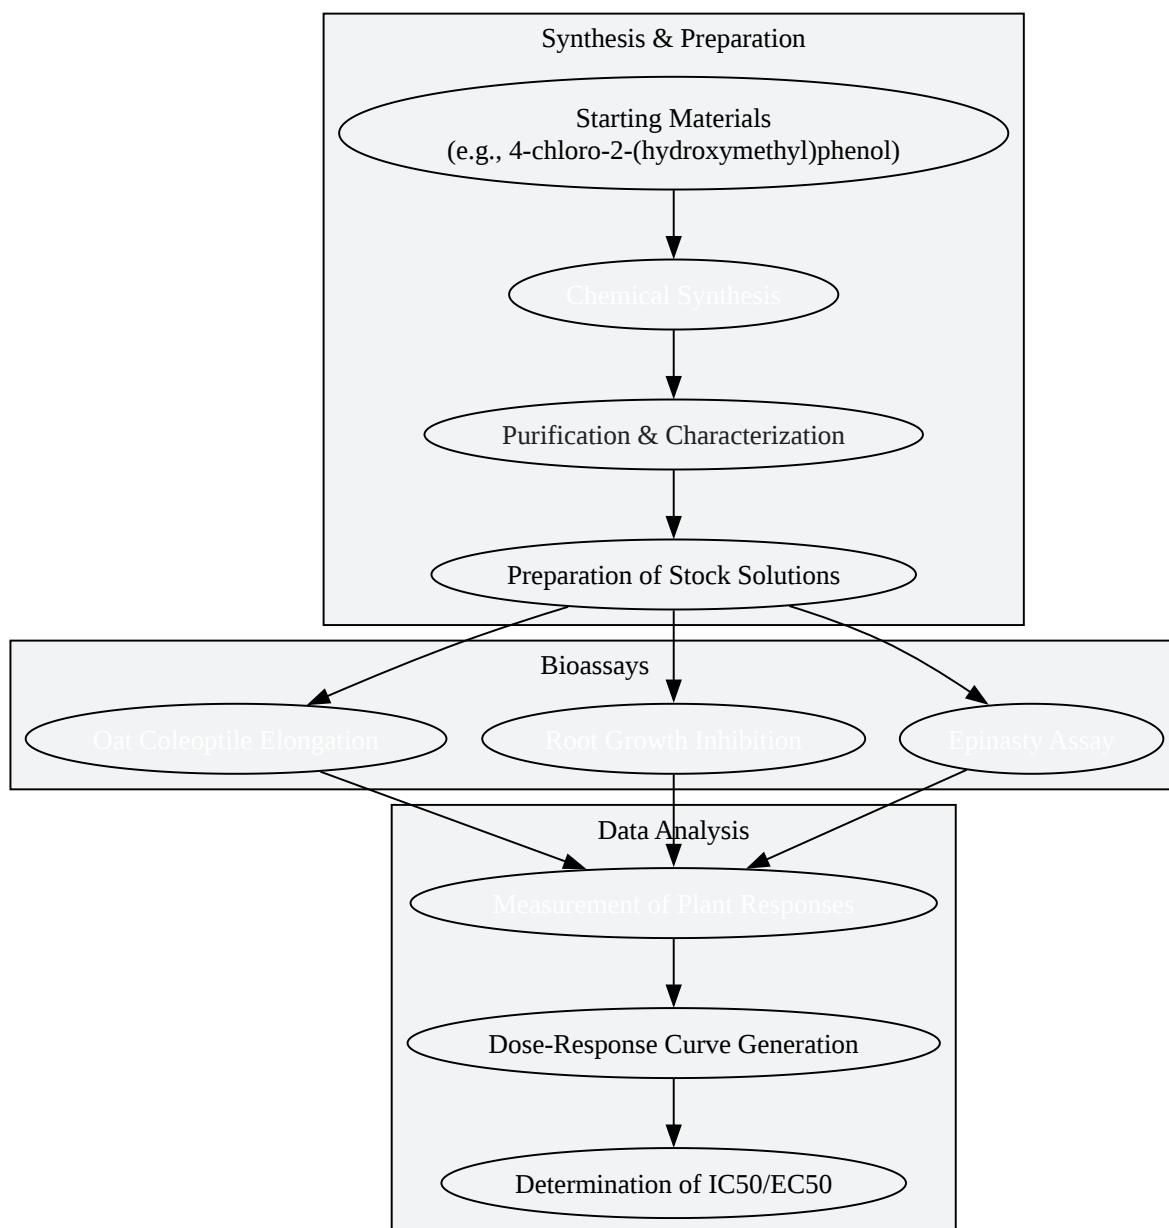 Synthesis & Preparation
Starting Materials
(e.g., 4-chloro-2-(hydroxymethyl)phenol)
Chemical Synthesis
Purification & Characterization
Preparation of Stock Solutions
Bioassays
Oat Coleoptile Elongation
Root Growth Inhibition
Epinasty Assay
Data Analysis
Measurement of Plant Responses
Dose-Response Curve Generation
Determination of IC50/EC50